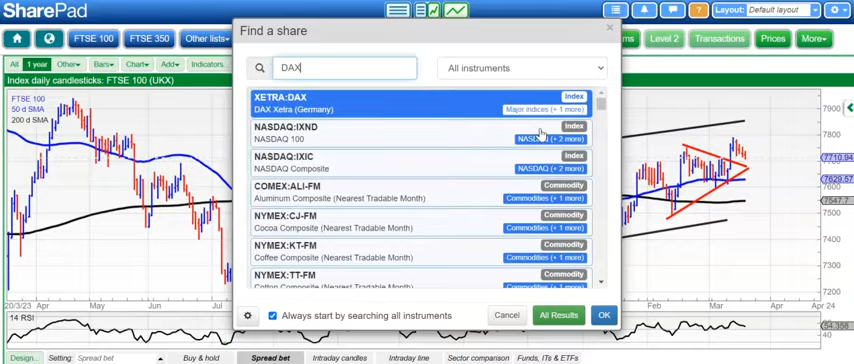 SharePad
Layout: Default layout
FTSE 100
FTSE 350
Other lists
Level 2
Transactions
Prices
More
Find a share
×
DAX
All instruments
XETRA:DAX
Index
DAX Xetra (Germany)
Major indices (+ 1 more)
NASDAQ:IXND
Index
NASDAQ 100
(+ 2 more)
NASDAQ:IXIC
Index
NASDAQ Composite
NASDAQ (+ 2 more)
COMEX:ALI-FM
Commodity
Aluminum Composite (Nearest Tradable Month)
Commodities (+ 1 more)
NYMEX:CJ-FM
Commodity
Cocoa Composite (Nearest Tradable Month)
Commodities (+ 1 more)
NYMEX:KT-FM
Commodity
Coffee Composite (Nearest Tradable Month)
Commodities (+ 1 more)
NYMEX:TT-FM
Commodity
Cotton Composite (Nearest Tradable Month)
Always start by searching all instruments
Cancel
All Results
OK
All
1 year
Other
Bars
Chart
Add
Indicators
Index daily candlesticks: FTSE 100 (UKX)
FTSE 100
50 d SMA
200 d SMA
7900
7800
7710.94
7629.57
7600
7547.7
7500
7400
7300
7200
20/3/23
Apr
May
Jun
Jul
Feb
Mar
Apr 24
14 RSI
54.356
Design
Setting:
Spread bet
Buy & hold
Spread bet
Intraday candles
Intraday line
Sector comparison
Funds, ITs & ETFs